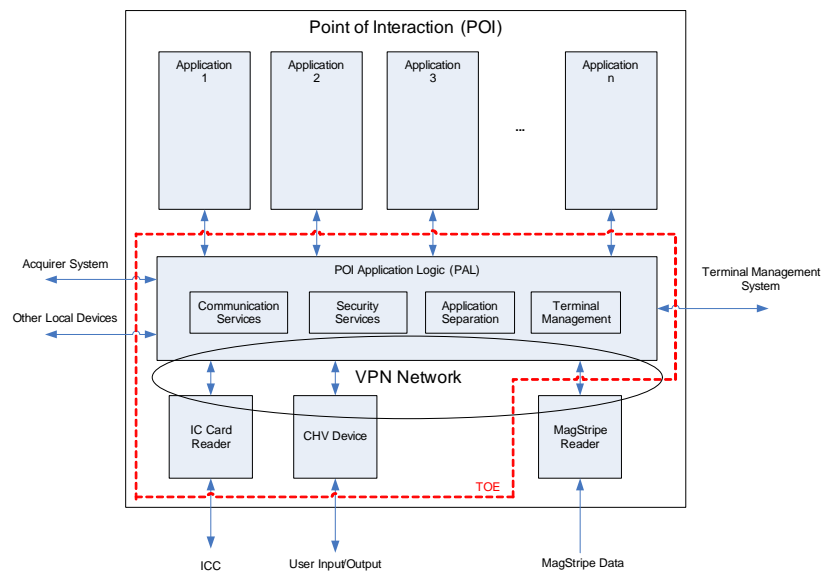 Point of Interaction (POI)
Application
1
Application
2
Application
3
...
Application
n
Acquirer System
Other Local Devices
POI Application Logic (PAL)
Communication
Services
Security
Services
Application
Separation
Terminal
Management
Terminal Management
System
VPN Network
IC Card
Reader
CHV Device
MagStripe
Reader
TOE
ICC
User Input/Output
MagStripe Data